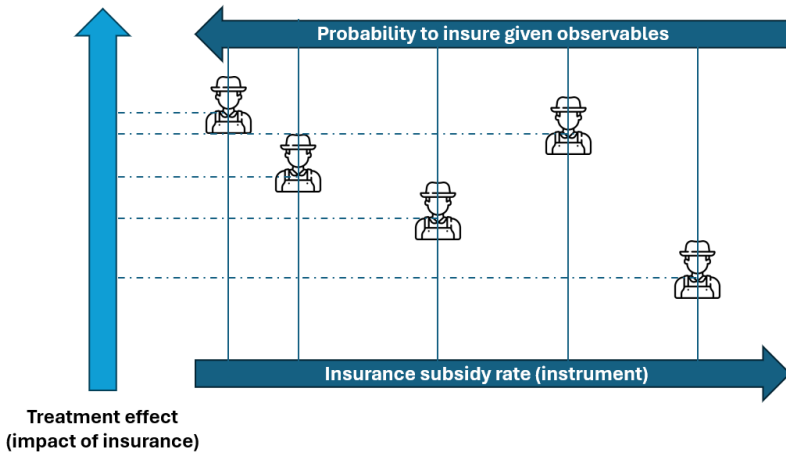 Probability to insure given observables
Insurance subsidy rate (instrument)
Treatment effect
(impact of insurance)